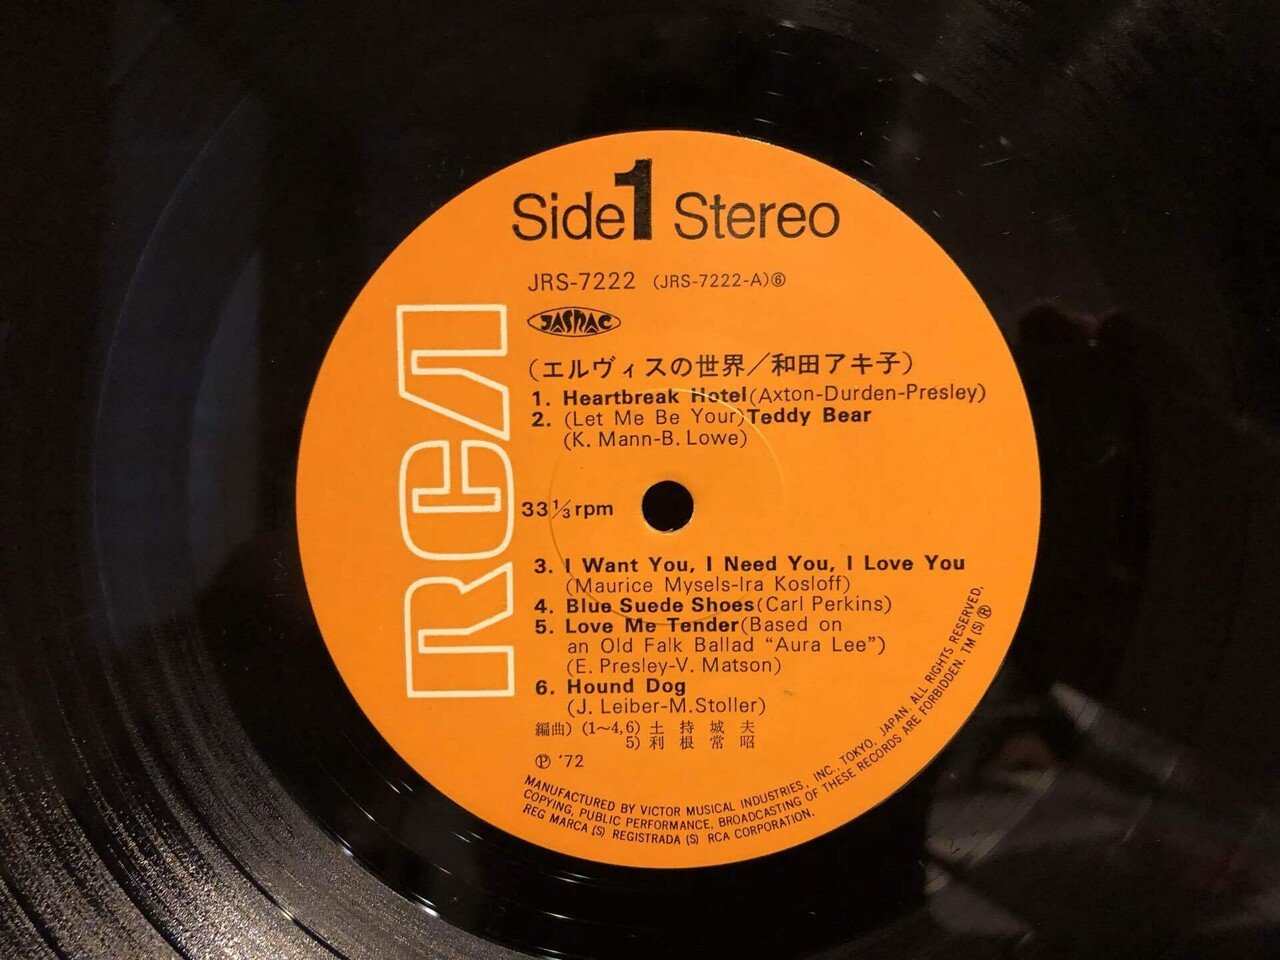 Side 1 Stereo
JRS-7222 (JRS-7222-A)⑥
JASRAC
(エルヴィスの世界/和田アキ子)
1. Heartbreak Hotel(Axton-Durden-Presley)
2. (Let Me Be Your)Teddy Bear
(K. Mann-B. Lowe)
RCA
33⅓rpm
3. I Want You, I Need You, I Love You
(Maurice Mysels-Ira Kosloff)
4. Blue Suede Shoes(Carl Perkins)
5. Love Me Tender(Based on
an Old Falk Ballad “Aura Lee”)
(E. Presley-V. Matson)
6. Hound Dog
(J. Leiber-M.Stoller)
編曲) (1〜4,6) 土持城夫
5) 利根常昭
℗ '72
MANUFACTURED BY VICTOR MUSICAL INDUSTRIES, INC., TOKYO, JAPAN. ALL RIGHTS RESERVED.
COPYING, PUBLIC PERFORMANCE, BROADCASTING OF THESE RECORDS ARE FORBIDDEN. TM (S) ®
REG MARCA (S) REGISTRADA (S) RCA CORPORATION.